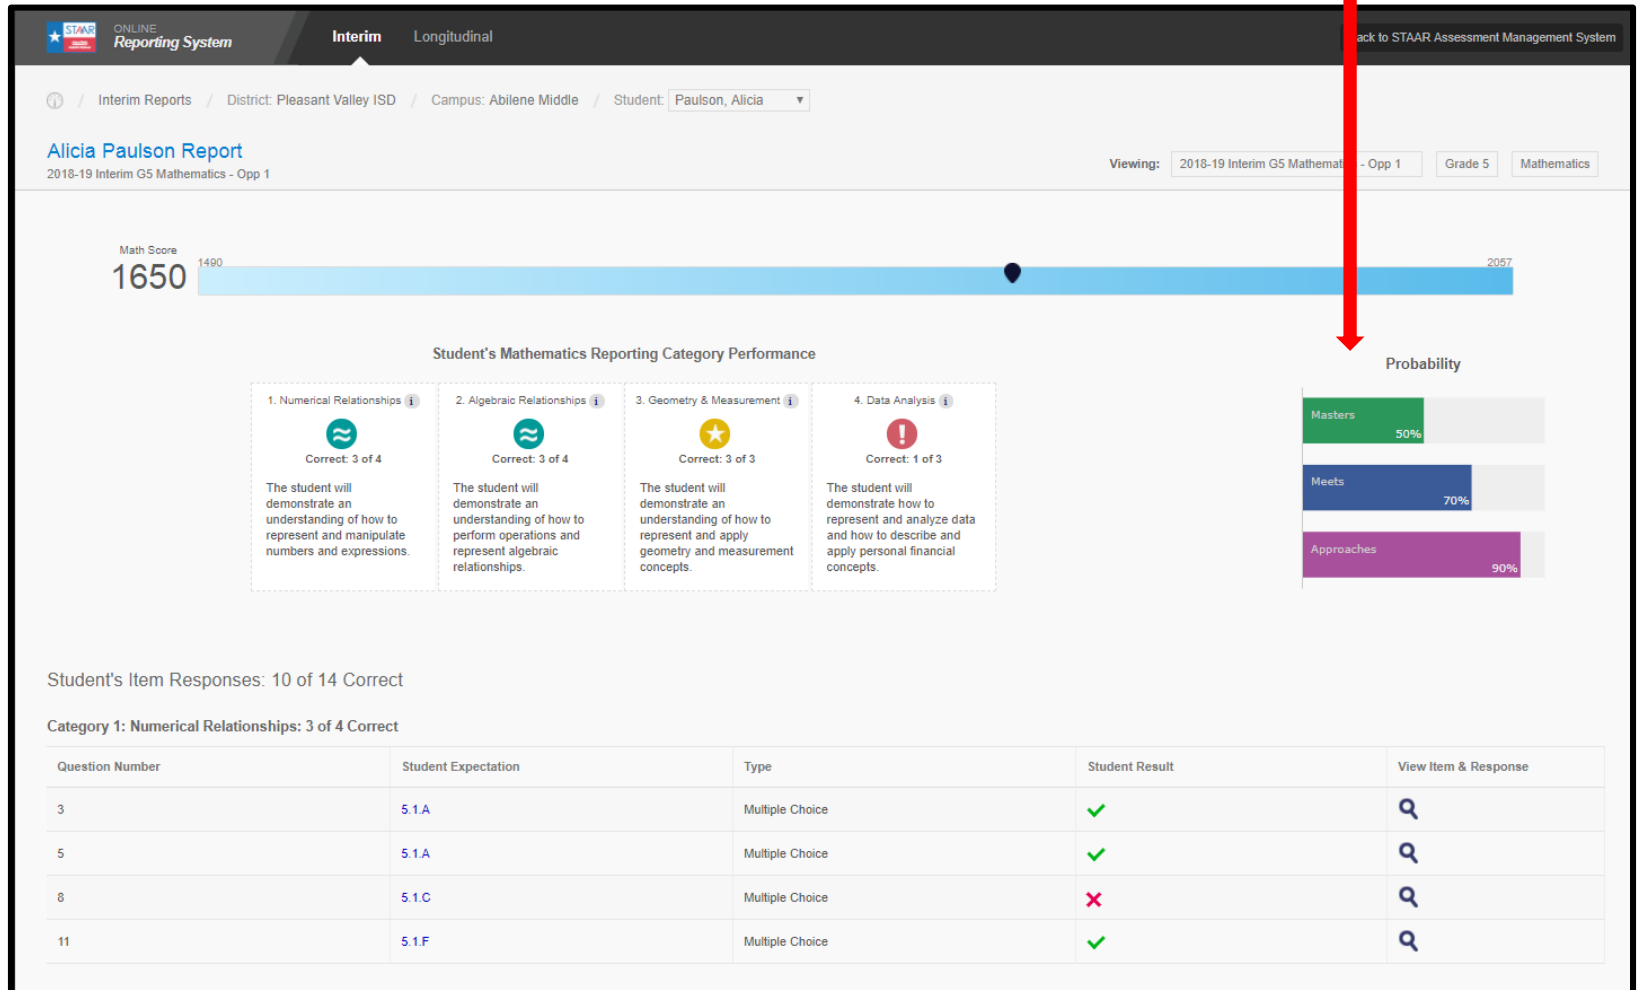 STAAR
ONLINE
Reporting System
Interim
Longitudinal
ack to STAAR Assessment Management System
/ Interim Reports / District: Pleasant Valley ISD / Campus: Abilene Middle / Student: Paulson, Alicia
Alicia Paulson Report
2018-19 Interim G5 Mathematics - Opp 1
Viewing:
2018-19 Interim G5 Mathematics - Opp 1
Grade 5
Mathematics
Math Score
1650
1490
2057
Student's Mathematics Reporting Category Performance
1. Numerical Relationships i
Correct: 3 of 4
The student will
demonstrate an
understanding of how to
represent and manipulate
numbers and expressions.
2. Algebraic Relationships i
Correct: 3 of 4
The student will
demonstrate an
understanding of how to
perform operations and
represent algebraic
relationships.
3. Geometry & Measurement i
Correct: 3 of 3
The student will
demonstrate an
understanding of how to
represent and apply
geometry and measurement
concepts.
4. Data Analysis i
Correct: 1 of 3
The student will
demonstrate how to
represent and analyze data
and how to describe and
apply personal financial
concepts.
Probability
Masters
50%
Meets
70%
Approaches
90%
Student's Item Responses: 10 of 14 Correct
Category 1: Numerical Relationships: 3 of 4 Correct
Question Number Student Expectation Type Student Result View Item & Response
3 5.1.A Multiple Choice
5 5.1.A Multiple Choice
8 5.1.C Multiple Choice
11 5.1.F Multiple Choice